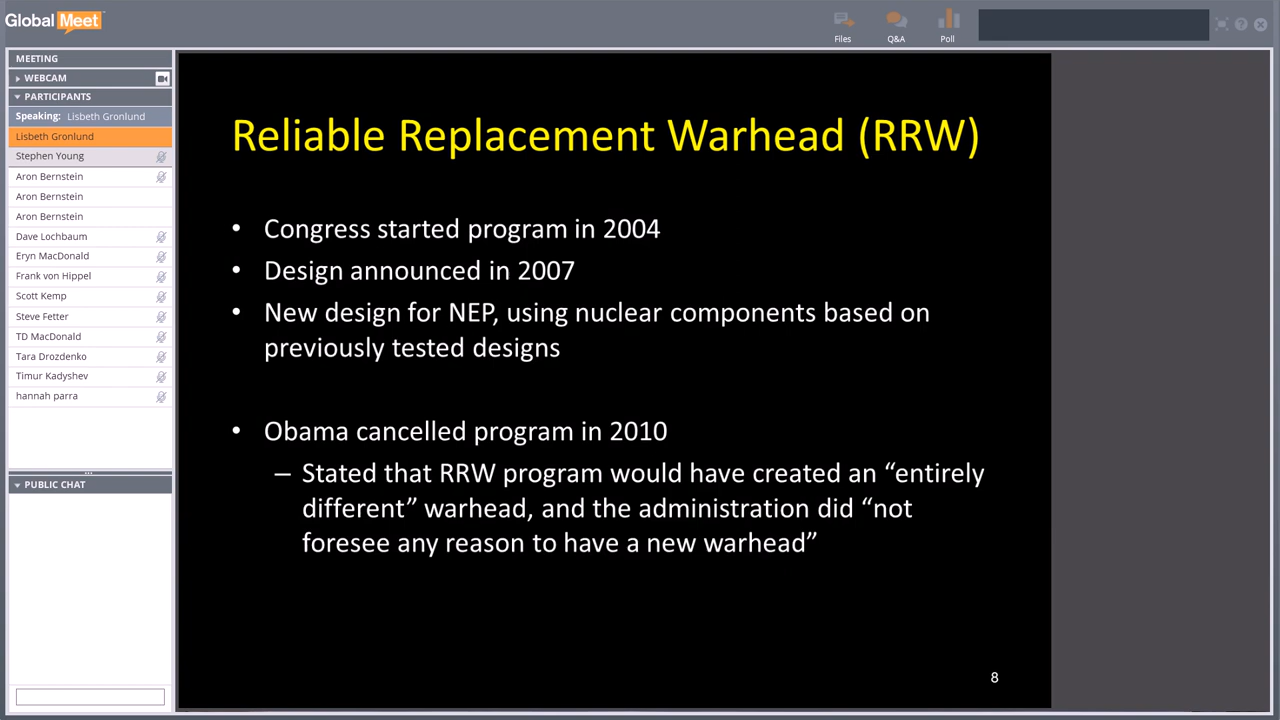 Global Meet
Files
Q&A
Poll
MEETING
WEBCAM
PARTICIPANTS
Speaking: Lisbeth Gronlund
Lisbeth Gronlund
Stephen Young
Aron Bernstein
Aron Bernstein
Aron Bernstein
Dave Lochbaum
Eryn MacDonald
Frank von Hippel
Scott Kemp
Steve Fetter
TD MacDonald
Tara Drozdenko
Timur Kadyshev
hannah parra
PUBLIC CHAT
Reliable Replacement Warhead (RRW)
• Congress started program in 2004
• Design announced in 2007
• New design for NEP, using nuclear components based on
previously tested designs
• Obama cancelled program in 2010
– Stated that RRW program would have created an “entirely
different” warhead, and the administration did “not
foresee any reason to have a new warhead”
8